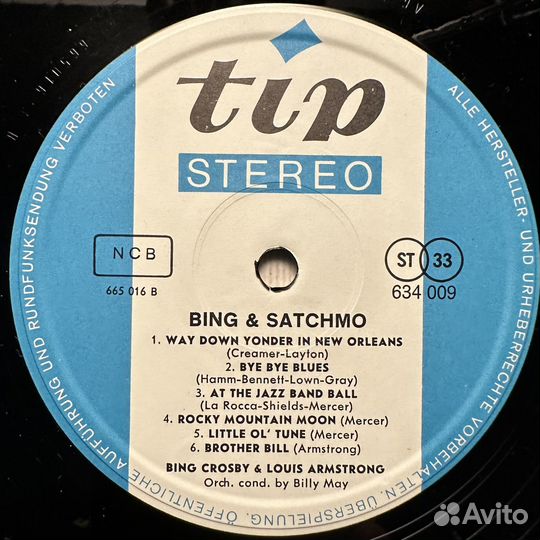 tip
STEREO
NCB
665 016 B
ST 33
634 009
BING & SATCHMO
1. WAY DOWN YONDER IN NEW ORLEANS
(Creamer-Layton)
2. BYE BYE BLUES
(Hamm-Bennett-Lown-Gray)
3. AT THE JAZZ BAND BALL
(La Rocca-Shields-Mercer)
4. ROCKY MOUNTAIN MOON (Mercer)
5. LITTLE OL' TUNE (Mercer)
6. BROTHER BILL (Armstrong)
BING CROSBY & LOUIS ARMSTRONG
Orch. cond. by Billy May
ALLE HERSTELLER- UND URHEBERRECHTE VORBEHALTEN. ÜBERSPIELUNG, ÖFFENTLICHE AUFFÜHRUNG UND RUNDFUNKSENDUNG VERBOTEN
Avito